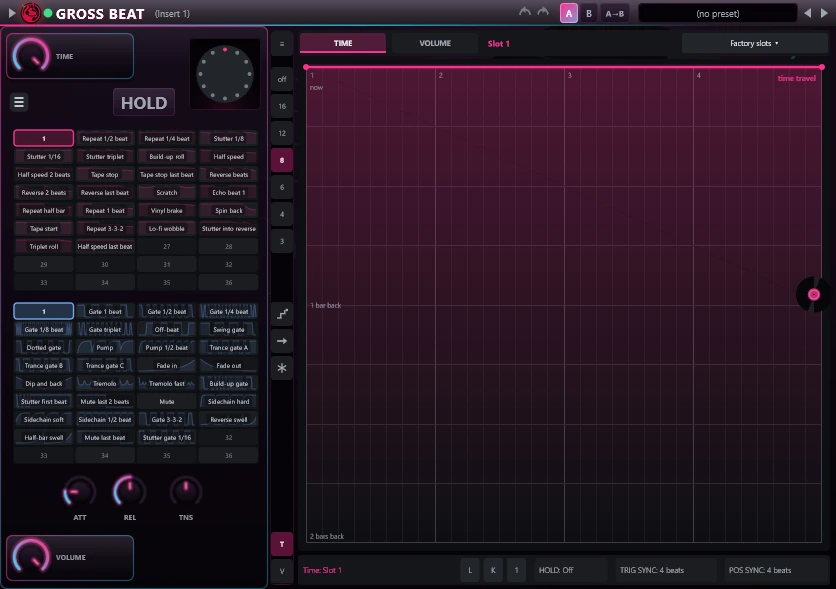 GROSS BEAT (Insert 1) A B A→B (no preset)
TIME
HOLD
1 Repeat 1/2 beat Repeat 1/4 beat Stutter 1/8
Stutter 1/16 Stutter triplet Build-up roll Half speed
Half speed 2 beats Tape stop Tape stop last beat Reverse beats
Reverse 2 beats Reverse last beat Scratch Echo beat 1
Repeat half bar Repeat 1 beat Vinyl brake Spin back
Tape start Repeat 3-3-2 Lo-fi wobble Stutter into reverse
Triplet roll Half speed last beat 27 28
29 30 31 32
33 34 35 36
1 Gate 1 beat Gate 1/2 beat Gate 1/4 beat
Gate 1/8 beat Gate triplet Off-beat Swing gate
Dotted gate Pump Pump 1/2 beat Trance gate A
Trance gate B Trance gate C Fade in Fade out
Dip and back Tremolo Tremolo fast Build-up gate
Stutter first beat Mute last 2 beats Mute Sidechain hard
Sidechain soft Sidechain 1/2 beat Gate 3-3-2 Reverse swell
Half-bar swell Mute last beat Stutter gate 1/16 32
33 34 35 36
ATT REL TNS
VOLUME
off
16
12
8
6
4
3
T
V
TIME VOLUME Slot 1 Factory slots
1 2 3 4 time travel
now
1 bar back
2 bars back
Time: Slot 1 L K 1 HOLD: Off TRIG SYNC: 4 beats POS SYNC: 4 beats